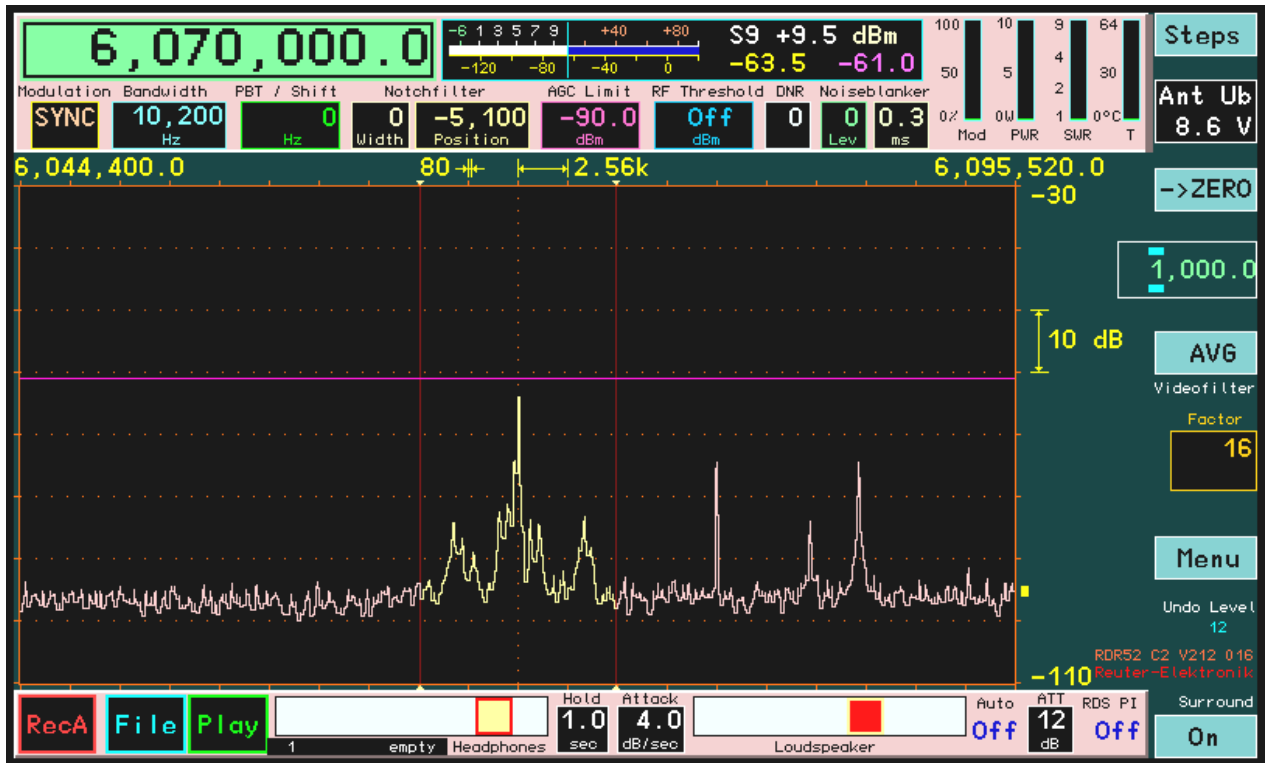 6,070,000.0
-6 1 3 5 7 9 +40 +80
-120 -80 -40 0
S9 +9.5 dBm
-63.5 -61.0
100 10 9 64
50 5 4 30
2
0% 0W 1 0°C
Mod PWR SWR T
Steps
Ant Ub
8.6 V
Modulation Bandwidth PBT / Shift Notchfilter AGC Limit RF Threshold DNR Noiseblanker
SYNC 10,200 0 0 -5,100 -90.0 Off 0 0 0.3
Hz Hz Width Position dBm dBm Lev ms
6,044,400.0 80 2.56k 6,095,520.0
-30
->ZERO
1,000.0
10 dB
AVG
Videofilter
Factor
16
Menu
Undo Level
12
RDR52 C2 V212 016
-110
Reuter-Elektronik
RecA File Play
1 empty Headphones
Hold Attack
1.0 4.0
sec dB/sec
Loudspeaker
Auto ATT RDS PI
Off 12 Off
dB
Surround
On